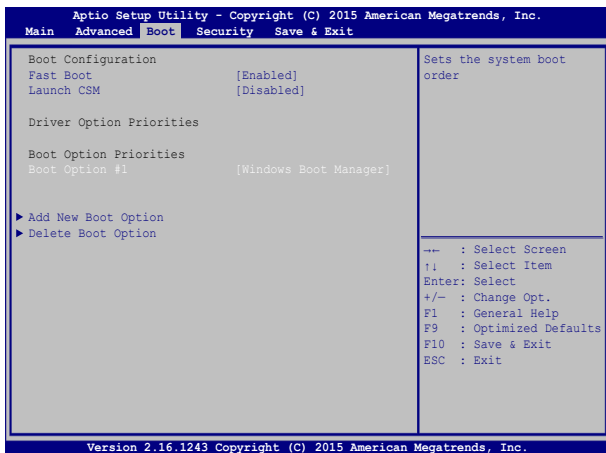 Aptio Setup Utility - Copyright (C) 2015 American Megatrends, Inc.
Main Advanced Boot Security Save & Exit
Boot Configuration
Fast Boot [Enabled]
Launch CSM [Disabled]
Driver Option Priorities
Boot Option Priorities
Boot Option #1 [Windows Boot Manager]
▶ Add New Boot Option
▶ Delete Boot Option
Sets the system boot
order
→← : Select Screen
↑↓ : Select Item
Enter: Select
+/— : Change Opt.
F1 : General Help
F9 : Optimized Defaults
F10 : Save & Exit
ESC : Exit
Version 2.16.1243 Copyright (C) 2015 American Megatrends, Inc.